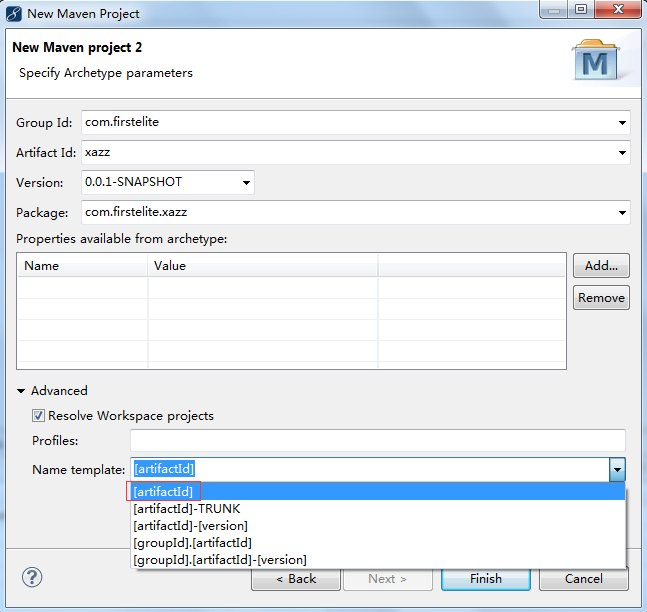 New Maven Project
New Maven project 2
Specify Archetype parameters
M
Group Id: com.firstelite
Artifact Id: xazz
Version: 0.0.1-SNAPSHOT
Package: com.firstelite.xazz
Properties available from archetype:
Name Value
Add...
Remove
Advanced
Resolve Workspace projects
Profiles:
Name template: [artifactId]
[artifactId]
[artifactId]-TRUNK
[artifactId]-[version]
[groupId].[artifactId]
[groupId].[artifactId]-[version]
? < Back Next > Finish Cancel